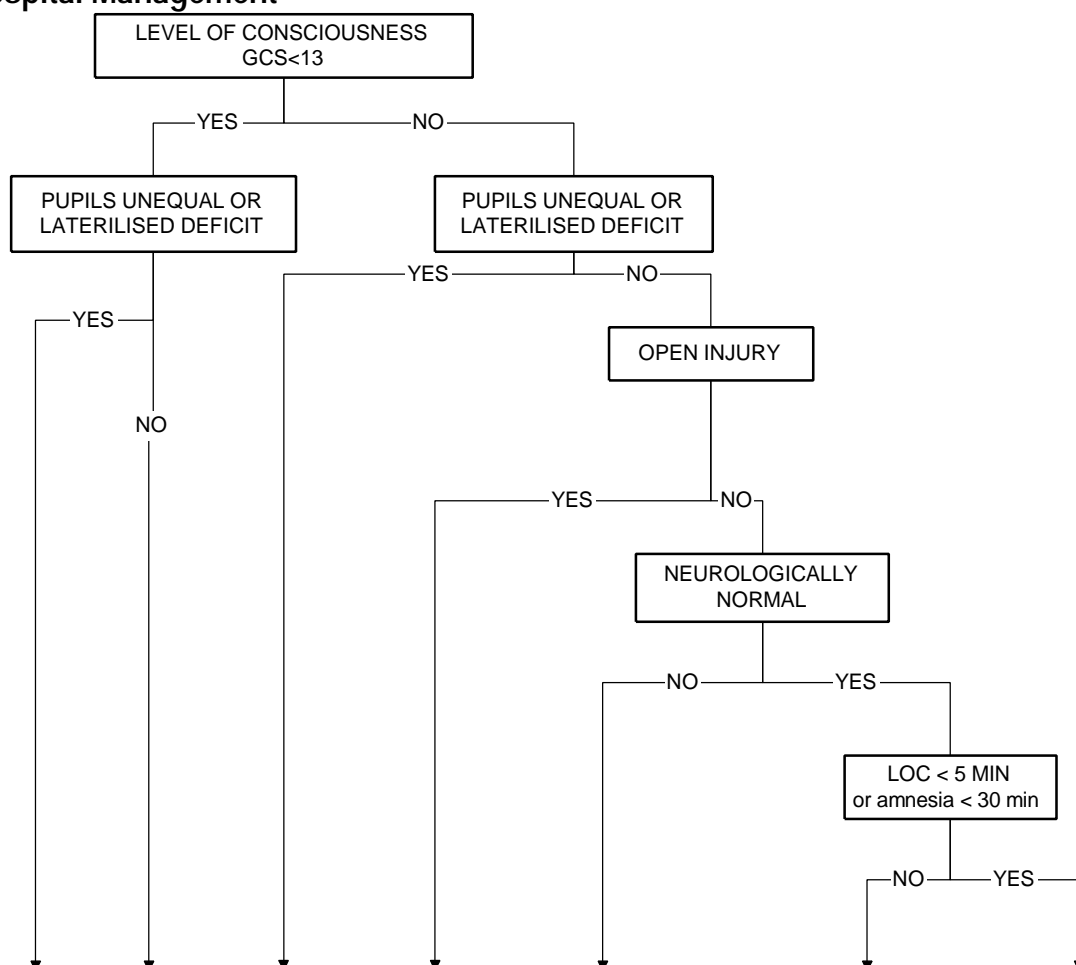 spital Management
LEVEL OF CONSCIOUSNESS
GCS<13
YES
NO
PUPILS UNEQUAL OR
LATERILISED DEFICIT
PUPILS UNEQUAL OR
LATERILISED DEFICIT
YES
NO
YES
OPEN INJURY
NO
YES
NO
NEUROLOGICALLY
NORMAL
NO
YES
LOC < 5 MIN
or amnesia < 30 min
NO
YES